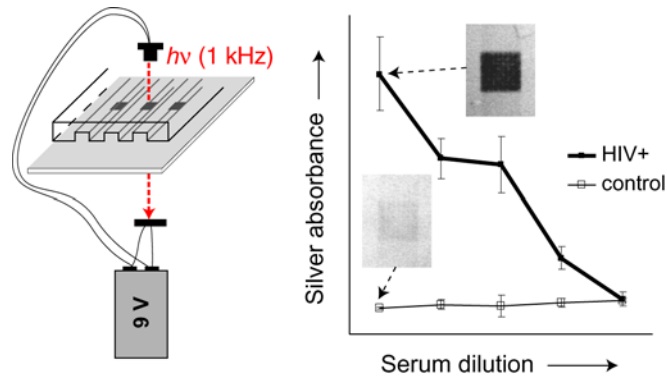 hν (1 kHz)
9 V
Silver absorbance
HIV+
control
Serum dilution